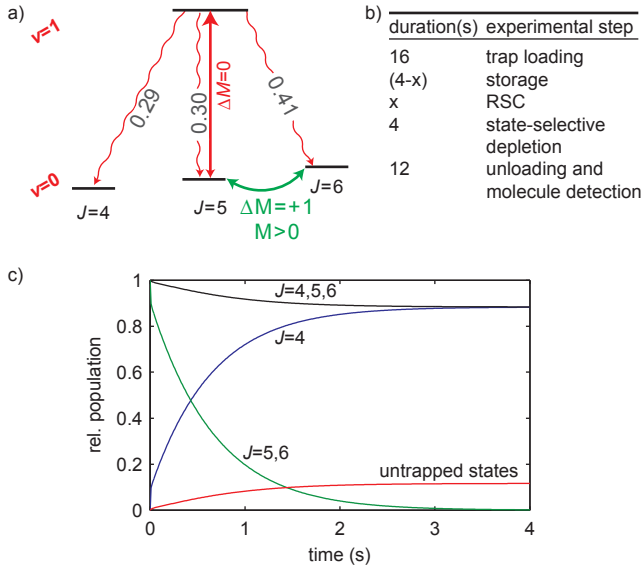 a)
v=1
0.29
0.30
ΔM=0
0.41
v=0
J=4
J=5
J=6
ΔM=+1
M>0
b)
duration(s) experimental step
16 trap loading
(4-x) storage
x RSC
4 state-selective
depletion
12 unloading and
molecule detection
c)
rel. population
1
0.8
0.6
0.4
0.2
0
J=4,5,6
J=4
J=5,6
untrapped states
0 1 2 3 4
time (s)